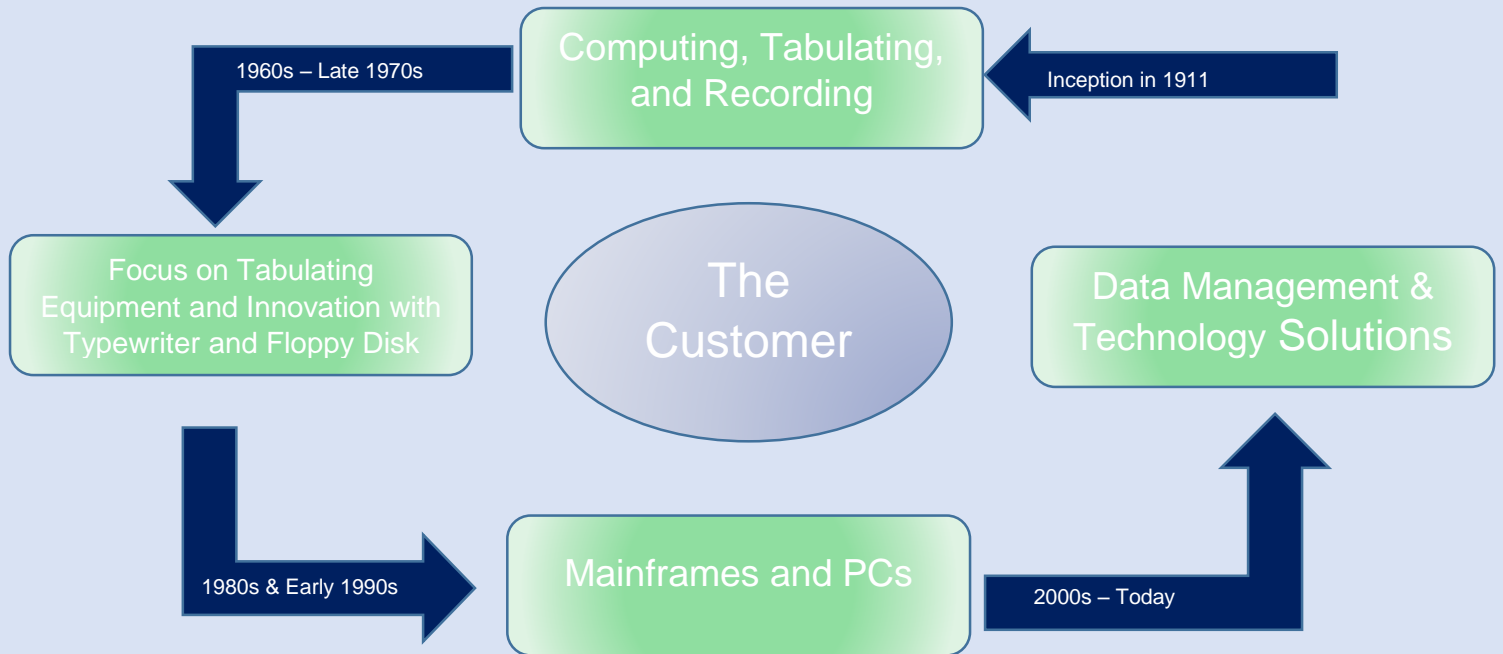 Inception in 1911
Computing, Tabulating,
and Recording
1960s – Late 1970s
Focus on Tabulating
Equipment and Innovation with
Typewriter and Floppy Disk
The
Customer
Data Management &
Technology Solutions
1980s & Early 1990s
Mainframes and PCs
2000s – Today